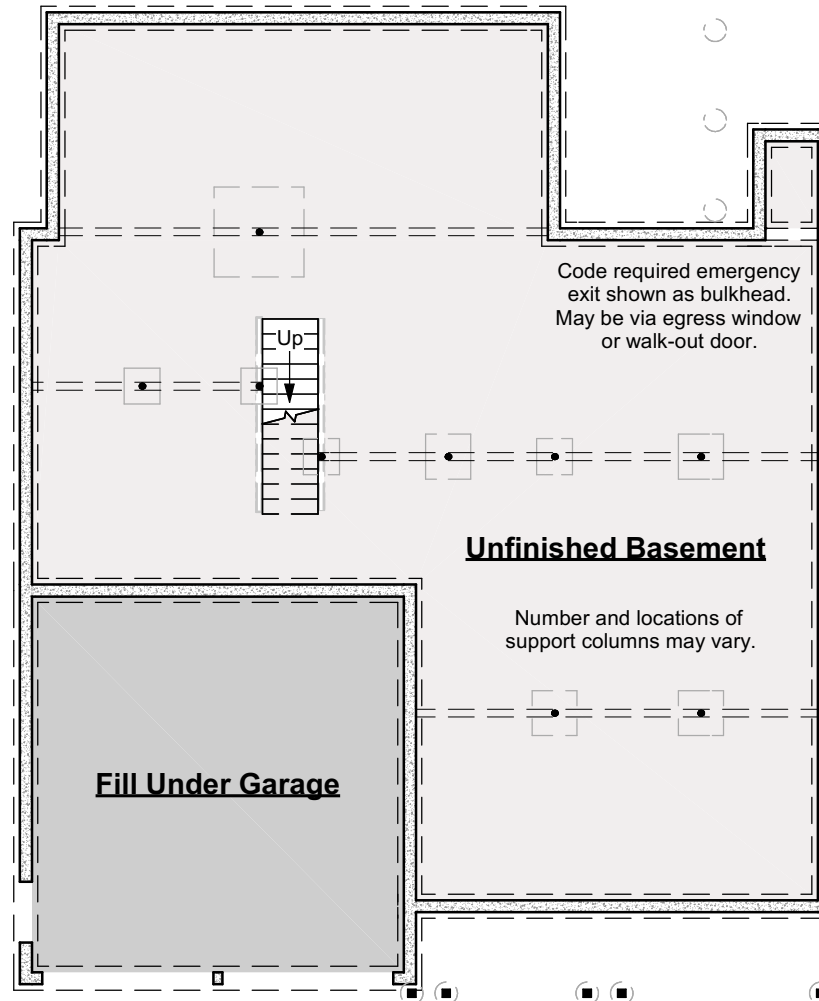 Code required emergency
exit shown as bulkhead.
May be via egress window
or walk-out door.
Up
Unfinished Basement
Number and locations of
support columns may vary.
Fill Under Garage